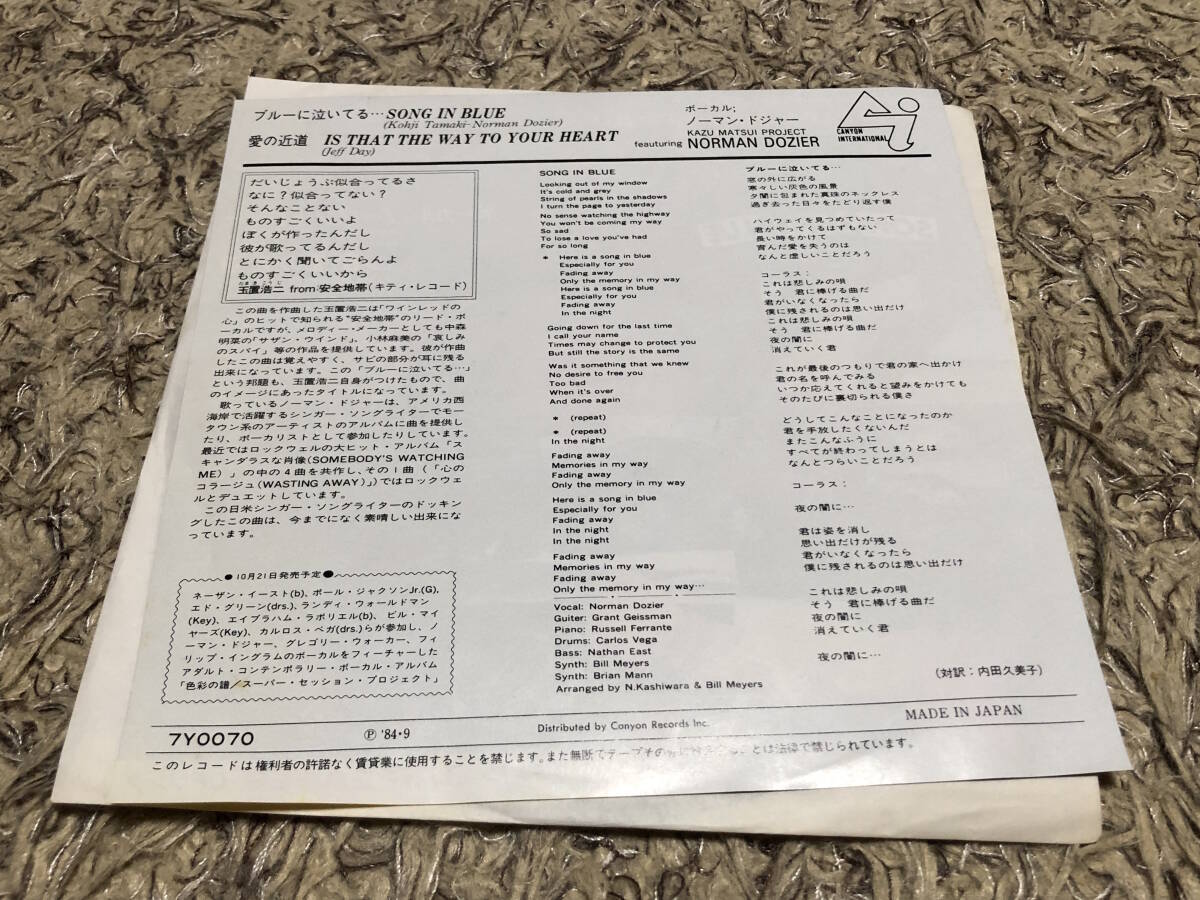 ブルーに泣いてる… SONG IN BLUE
(Kohji Tamaki-Norman Dozier)
愛の近道 IS THAT THE WAY TO YOUR HEART
(Jeff Day)
ボーカル;
ノーマン・ドジャー
KAZU MATSUI PROJECT
feauturing NORMAN DOZIER
CANYON
INTERNATIONAL
だいじょうぶ似合ってるさ
なに？似合ってない？
そんなことない
ものすごくいいよ
ぼくが作ったんだし
彼が歌ってるんだし
とにかく聞いてごらんよ
ものすごくいいから
たまきこうじ
玉置浩二 from 安全地帯(キティ・レコード)
この曲を作曲した玉置浩二は「ワインレッドの
心」のヒットで知られる“安全地帯”のリード・ボ
ーカルですが、メロディー・メーカーとしても中森
明菜の「サザン・ウインド」、小林麻美の「哀しみ
のスパイ」等の作品を提供しています。彼が作曲
したこの曲は覚えやすく、サビの部分が耳に残る
出来になっています。この「ブルーに泣いてる…」
という邦題も、玉置浩二自身がつけたもので、曲
のイメージにあったタイトルになっています。
歌っているノーマン・ドジャーは、アメリカ西
海岸で活躍するシンガー・ソングライターでモー
タウン系のアーティストのアルバムに曲を提供し
たり、ボーカリストとして参加したりしています。
最近ではロックウェルの大ヒット・アルバム「ス
キャンダラスな肖像(SOMEBODY'S WATCHING
ME)」の中の4曲を共作し、その1曲(「心の
コラージュ(WASTING AWAY)」)ではロックウェ
ルとデュエットしています。
この日米シンガー・ソングライターのドッキン
グしたこの曲は、今までになく素晴しい出来にな
っています。
●10月21日発売予定●
ネーザン・イースト(b)、ポール・ジャクソンJr.(G)、
エド・グリーン(drs.)、ランディ・ウォールドマン
(Key)、エイブラハム・ラボリエル(b)、ビル・マイ
ヤーズ(Key)、カルロス・ベガ(drs.)らが参加し、ノ
ーマン・ドジャー、グレゴリー・ウォーカー、フィ
リップ・イングラムのボーカルをフィーチャーした
アダルト・コンテンポラリー・ボーカル・アルバム
「色彩の譜/スーパー・セッション・プロジェクト」
SONG IN BLUE
Looking out of my window
It's cold and grey
String of pearls in the shadows
I turn the page to yesterday
No sense watching the highway
You won't be coming my way
So sad
To lose a love you've had
For so long
* Here is a song in blue
Especially for you
Fading away
Only the memory in my way
Here is a song in blue
Especially for you
Fading away
In the night
Going down for the last time
I call your name
Times may change to protect you
But still the story is the same
Was it something that we knew
No desire to free you
Too bad
When it's over
And done again
* (repeat)
* (repeat)
In the night
Fading away
Memories in my way
Fading away
Only the memory in my way
Here is a song in blue
Especially for you
Fading away
In the night
In the night
Fading away
Memories in my way
Fading away
Only the memory in my way…
Vocal: Norman Dozier
Guiter: Grant Geissman
Piano: Russell Ferrante
Drums: Carlos Vega
Bass: Nathan East
Synth: Bill Meyers
Synth: Brian Mann
Arranged by N.Kashiwara & Bill Meyers
ブルーに泣いてる…
窓の外に広がる
寒々しい灰色の風景
夕闇に包まれた真珠のネックレス
過ぎ去った日々をたどり返す僕
ハイウェイを見つめていたって
君がやってくるはずもない
長い時をかけて
育んだ愛を失うのは
なんと虚しいことだろう
コーラス:
これは悲しみの唄
そう 君に捧げる曲だ
君がいなくなったら
僕に残されるのは思い出だけ
これは悲しみの唄
そう 君に捧げる曲だ
夜の闇に
消えていく君
これが最後のつもりで君の家へ出かけ
君の名を呼んでみる
いつか応えてくれると望みをかけても
そのたびに裏切られる僕さ
どうしてこんなことになったのか
君を手放したくないんだ
またこんなふうに
すべてが終わってしまうとは
なんとつらいことだろう
コーラス:
夜の闇に…
君は姿を消し
思い出だけが残る
君がいなくなったら
僕に残されるのは思い出だけ
これは悲しみの唄
そう 君に捧げる曲だ
夜の闇に
消えていく君
夜の闇に…
(対訳:内田久美子)
7Y0070
Ⓟ '84・9
Distributed by Canyon Records Inc.
MADE IN JAPAN
このレコードは権利者の許諾なく賃貸業に使用することを禁じます。また無断でテープその ことは法律で禁じられています。